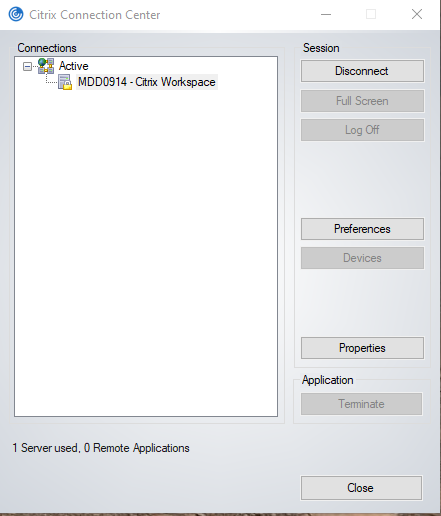 Citrix Connection Center
Connections
Active
MDD0914 - Citrix Workspace
Session
Disconnect
Full Screen
Log Off
Preferences
Devices
Properties
Application
Terminate
1 Server used, 0 Remote Applications
Close